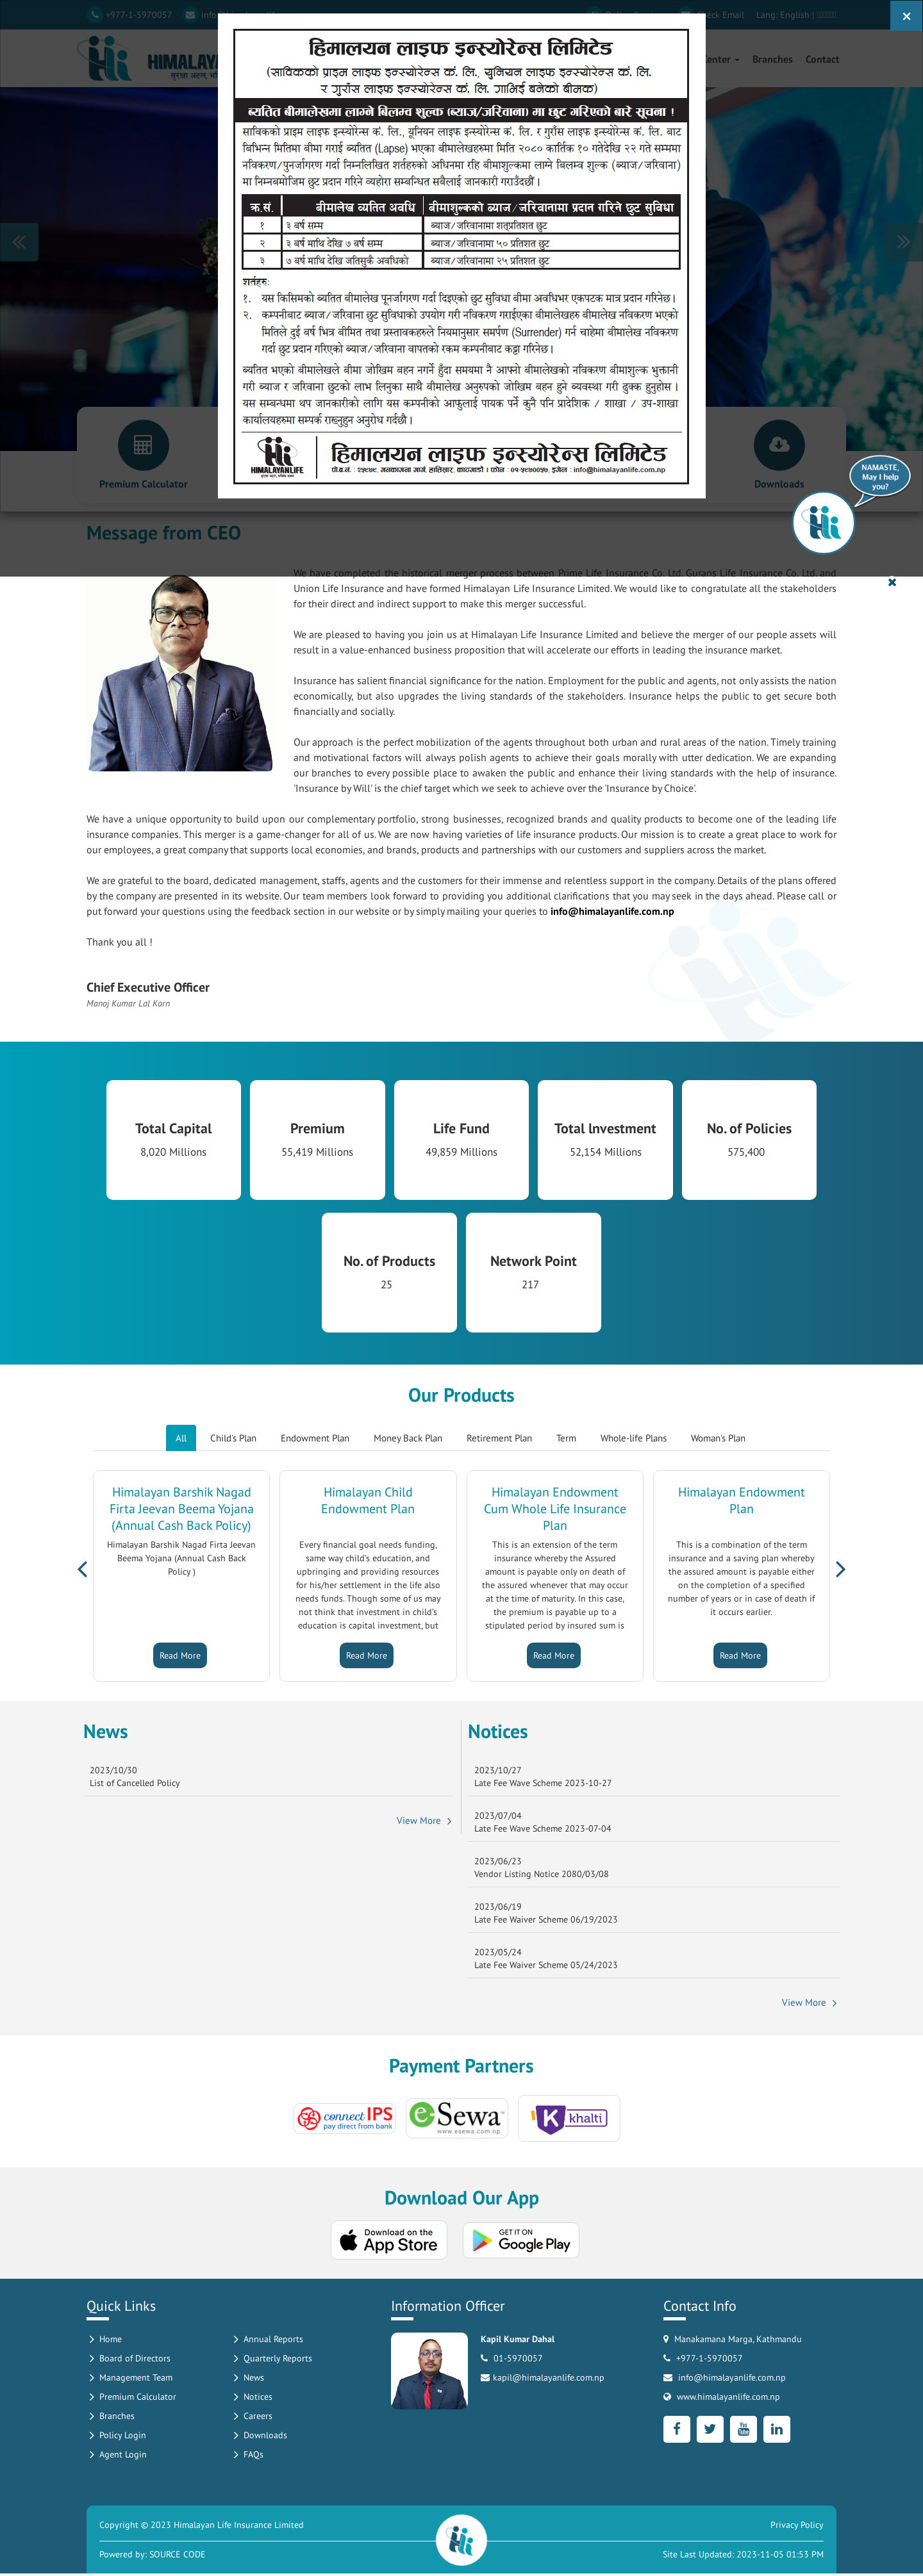 +977-1-5970057
Check Email
Lang: English |
×
HIMALAYA
Branches
Contact
हिमालयन लाइफ इन्स्योरेन्स लिमिटेड
(साविकको प्राइम लाइफ इन्स्योरेन्स कं. लि., युनियन लाइफ इन्स्योरेन्स कं. लि.
र गुराँस लाइफ इन्स्योरेन्स कं. लि. गाभिई बनेको बीमक)
ब्यतित बीमालेखमा लाग्ने बिलम्व शुल्क (ब्याज/जरिवाना) मा छुट गरिएको बारे सूचना !
साविकको प्राइम लाइफ इन्स्योरेन्स कं. लि., यूनियन लाइफ इन्स्योरेन्स कं. लि. र गुराँस लाइफ इन्स्योरेन्स कं. लि. बाट
बिभिन्न मितिमा बीमा गराई ब्यतित (Lapse) भएका बीमालेखहरुमा मिति २०८० कार्तिक १० गतेदेखि २२ गते सम्ममा
नविकरण/पुनर्जागरण गर्दा निम्नलिखित शर्तहरुको अधिनमा रहि बीमाशुल्कमा लाग्ने बिलम्व शुल्क (ब्याज/जरिवाना)
मा निम्नबमोजिम छुट प्रदान गरिने व्यहोरा सम्बन्धित सबैलाई जानकारी गराउँदछौं ।
क्र.सं. बीमालेख ब्यतित अवधि बीमाशुल्कको ब्याज/जरिवानामा प्रदान गरिने छुट सुविधा
१ ३ बर्ष सम्म ब्याज/जरिवानामा शत्प्रतिशत छुट
२ ३ बर्ष माथि देखि ७ बर्ष सम्म ब्याज/जरिवानामा ५० प्रतिशत छुट
३ ७ बर्ष माथि देखि जतिसुकै अवधिको ब्याज/जरिवानामा २५ प्रतिशत छुट
शर्तहरु:
१. यस किसिमको ब्यतित बीमालेख पूनर्जागरण गर्दा दिइएको छुट सुविधा बीमा अवधिभर एकपटक मात्र प्रदान गरिनेछ ।
२. कम्पनीबाट ब्याज/जरिवाना छुट सुविधाको उपयोग गरी नविकरण गराईएका बीमालेखहरु बीमालेख नविकरण भएको
मितिले दुई बर्ष भित्र बीमित तथा प्रस्तावकहरुले नियमानुसार समर्पण (Surrender) गर्न चाहेमा बीमालेख नविकरण
गर्दा छुट प्रदान गरिएको ब्याज/जरिवाना वापतको रकम कम्पनीबाट कट्टा गरिनेछ ।
ब्यतित भएको बीमालेखले बीमा जोखिम बहन नगर्ने हुँदा समयमा नै आफ्नो बीमालेखको नविकरण बीमाशुल्क भुक्तानी
गरी ब्याज र जरिवाना छुटको लाभ लिनुका साथै बीमालेख अनुरुपको जोखिम बहन हुने ब्यवस्था गरी ढुक्क हुनुहोस ।
यस सम्बन्धमा थप जानकारीको लागि यस कम्पनीको आफुलाई पायक पर्ने कुनै पनि प्रादेशिक / शाखा / उप-शाखा
कार्यालयहरुमा सम्पर्क राख्नुहुन अनुरोध गर्दछौं ।
HIMALAYANLIFE
हिमालयन लाइफ इन्स्योरेन्स लिमिटेड
Premium Calculator
Downloads
NAMASTE,
May I help
you?
Message from CEO
We have completed the historical merger process between Prime Life Insurance Co. Ltd. Gurans Life Insurance Co. Ltd. and
Union Life Insurance and have formed Himalayan Life Insurance Limited. We would like to congratulate all the stakeholders
for their direct and indirect support to make this merger successful.
We are pleased to having you join us at Himalayan Life Insurance Limited and believe the merger of our people assets will
result in a value-enhanced business proposition that will accelerate our efforts in leading the insurance market.
Insurance has salient financial significance for the nation. Employment for the public and agents, not only assists the nation
economically, but also upgrades the living standards of the stakeholders. Insurance helps the public to get secure both
financially and socially.
Our approach is the perfect mobilization of the agents throughout both urban and rural areas of the nation. Timely training
and motivational factors will always polish agents to achieve their goals morally with utter dedication. We are expanding
our branches to every possible place to awaken the public and enhance their living standards with the help of insurance.
'Insurance by Will' is the chief target which we seek to achieve over the 'Insurance by Choice'.
We have a unique opportunity to build upon our complementary portfolio, strong businesses, recognized brands and quality products to become one of the leading life
insurance companies. This merger is a game-changer for all of us. We are now having varieties of life insurance products. Our mission is to create a great place to work for
our employees, a great company that supports local economies, and brands, products and partnerships with our customers and suppliers across the market.
We are grateful to the board, dedicated management, staffs, agents and the customers for their immense and relentless support in the company. Details of the plans offered
by the company are presented in its website. Our team members look forward to providing you additional clarifications that you may seek in the days ahead. Please call or
put forward your questions using the feedback section in our website or by simply mailing your queries to info@himalayanlife.com.np
Thank you all !
Chief Executive Officer
Manoj Kumar Lal Karn
Total Capital
8,020 Millions
Premium
55,419 Millions
Life Fund
49,859 Millions
Total Investment
52,154 Millions
No. of Policies
575,400
No. of Products
25
Network Point
217
Our Products
All Child's Plan Endowment Plan Money Back Plan Retirement Plan Term Whole-life Plans Woman's Plan
Himalayan Barshik Nagad
Firta Jeevan Beema Yojana
(Annual Cash Back Policy)
Himalayan Barshik Nagad Firta Jeevan
Beema Yojana (Annual Cash Back
Policy )
Read More
Himalayan Child
Endowment Plan
Every financial goal needs funding,
same way child's education, and
upbringing and providing resources
for his/her settlement in the life also
needs funds. Though some of us may
not think that investment in child's
education is capital investment, but
Read More
Himalayan Endowment
Cum Whole Life Insurance
Plan
This is an extension of the term
insurance whereby the Assured
amount is payable only on death of
the assured whenever that may occur
at the time of maturity. In this case,
the premium is payable up to a
stipulated period by insured sum is
Read More
Himalayan Endowment
Plan
This is a combination of the term
insurance and a saving plan whereby
the assured amount is payable either
on the completion of a specified
number of years or in case of death if
it occurs earlier.
Read More
News
2023/10/30
List of Cancelled Policy
View More
Notices
2023/10/27
Late Fee Wave Scheme 2023-10-27
2023/07/04
Late Fee Wave Scheme 2023-07-04
2023/06/23
Vendor Listing Notice 2080/03/08
2023/06/19
Late Fee Waiver Scheme 06/19/2023
2023/05/24
Late Fee Waiver Scheme 05/24/2023
View More
Payment Partners
connect IPS
pay direct from bank
e-Sewa
www.esewa.com.np
khalti
Download Our App
Download on the
App Store
GET IT ON
Google Play
Quick Links
Home
Board of Directors
Management Team
Premium Calculator
Branches
Policy Login
Agent Login
Annual Reports
Quarterly Reports
News
Notices
Careers
Downloads
FAQs
Information Officer
Kapil Kumar Dahal
01-5970057
kapil@himalayanlife.com.np
Contact Info
Manakamana Marga, Kathmandu
+977-1-5970057
info@himalayanlife.com.np
www.himalayanlife.com.np
Copyright © 2023 Himalayan Life Insurance Limited
Privacy Policy
Powered by: SOURCE CODE
Site Last Updated: 2023-11-05 01:53 PM